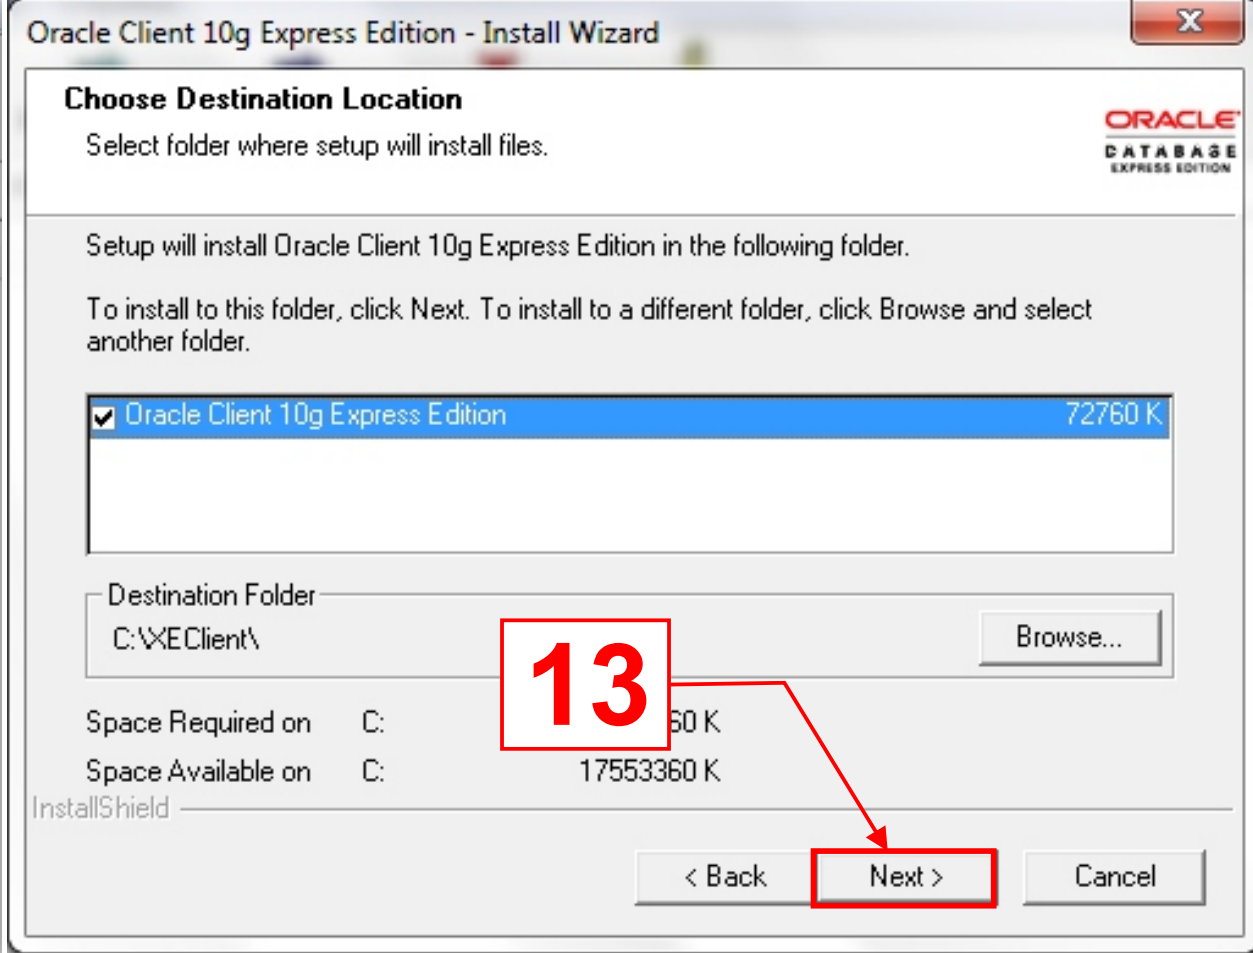 Oracle Client 10g Express Edition - Install Wizard
X
Choose Destination Location
Select folder where setup will install files.
ORACLE
DATABASE
EXPRESS EDITION
Setup will install Oracle Client 10g Express Edition in the following folder.
To install to this folder, click Next. To install to a different folder, click Browse and select
another folder.
Oracle Client 10g Express Edition 72760 K
Destination Folder
C:\XEClient\ Browse...
13
Space Required on C: 60 K
Space Available on C: 17553360 K
InstallShield
< Back Next > Cancel